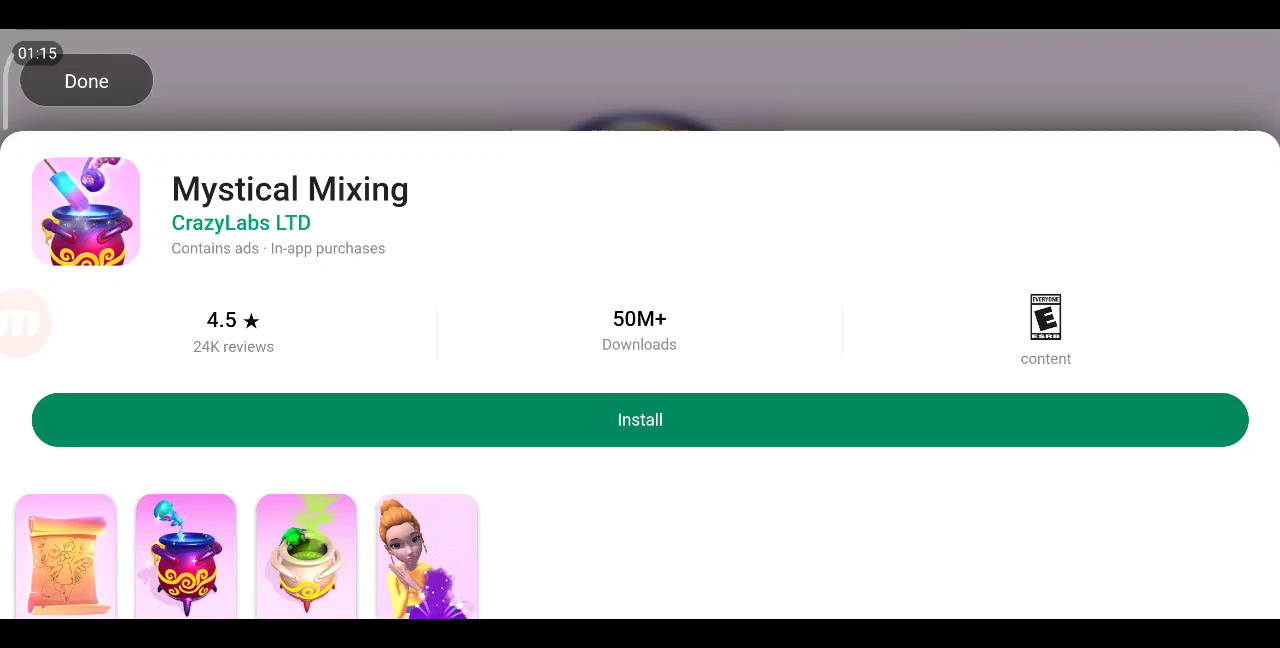 01:15
Done
Mystical Mixing
CrazyLabs LTD
Contains ads · In-app purchases
4.5 ★
24K reviews
50M+
Downloads
EVERYONE
E
ESRB
content
m
Install